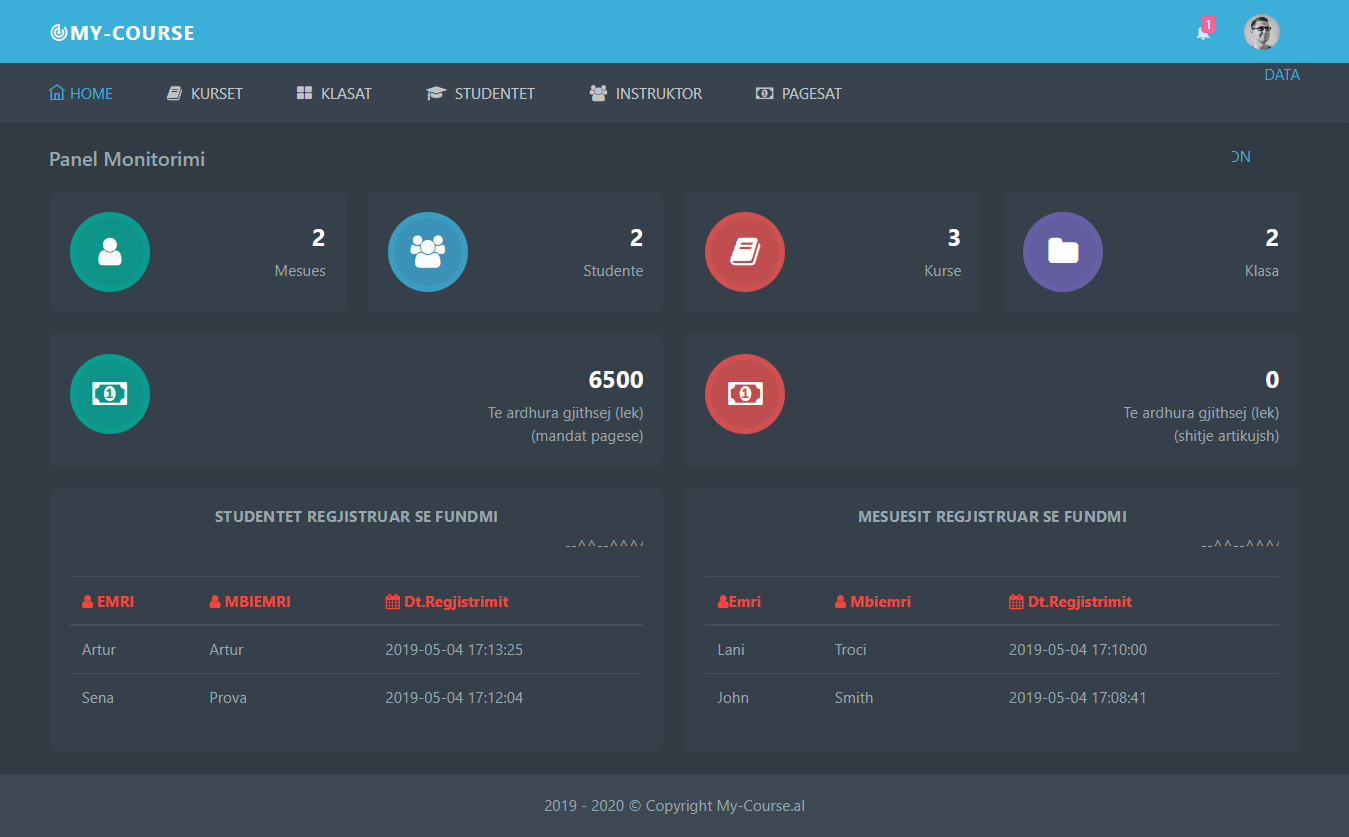 MY-COURSE
1
DATA
HOME KURSET KLASAT STUDENTET INSTRUKTOR PAGESAT
Panel Monitorimi
ON
2
Mesues
2
Studente
3
Kurse
2
Klasa
6500
Te ardhura gjithsej (lek)
(mandat pagese)
0
Te ardhura gjithsej (lek)
(shitje artikujsh)
STUDENTET REGJISTRUAR SE FUNDMI
--^^--^^^^
EMRI MBIEMRI Dt.Regjistrimit
Artur Artur 2019-05-04 17:13:25
Sena Prova 2019-05-04 17:12:04
MESUESIT REGJISTRUAR SE FUNDMI
--^^--^^^^
Emri Mbiemri Dt.Regjistrimit
Lani Troci 2019-05-04 17:10:00
John Smith 2019-05-04 17:08:41
2019 - 2020 © Copyright My-Course.al